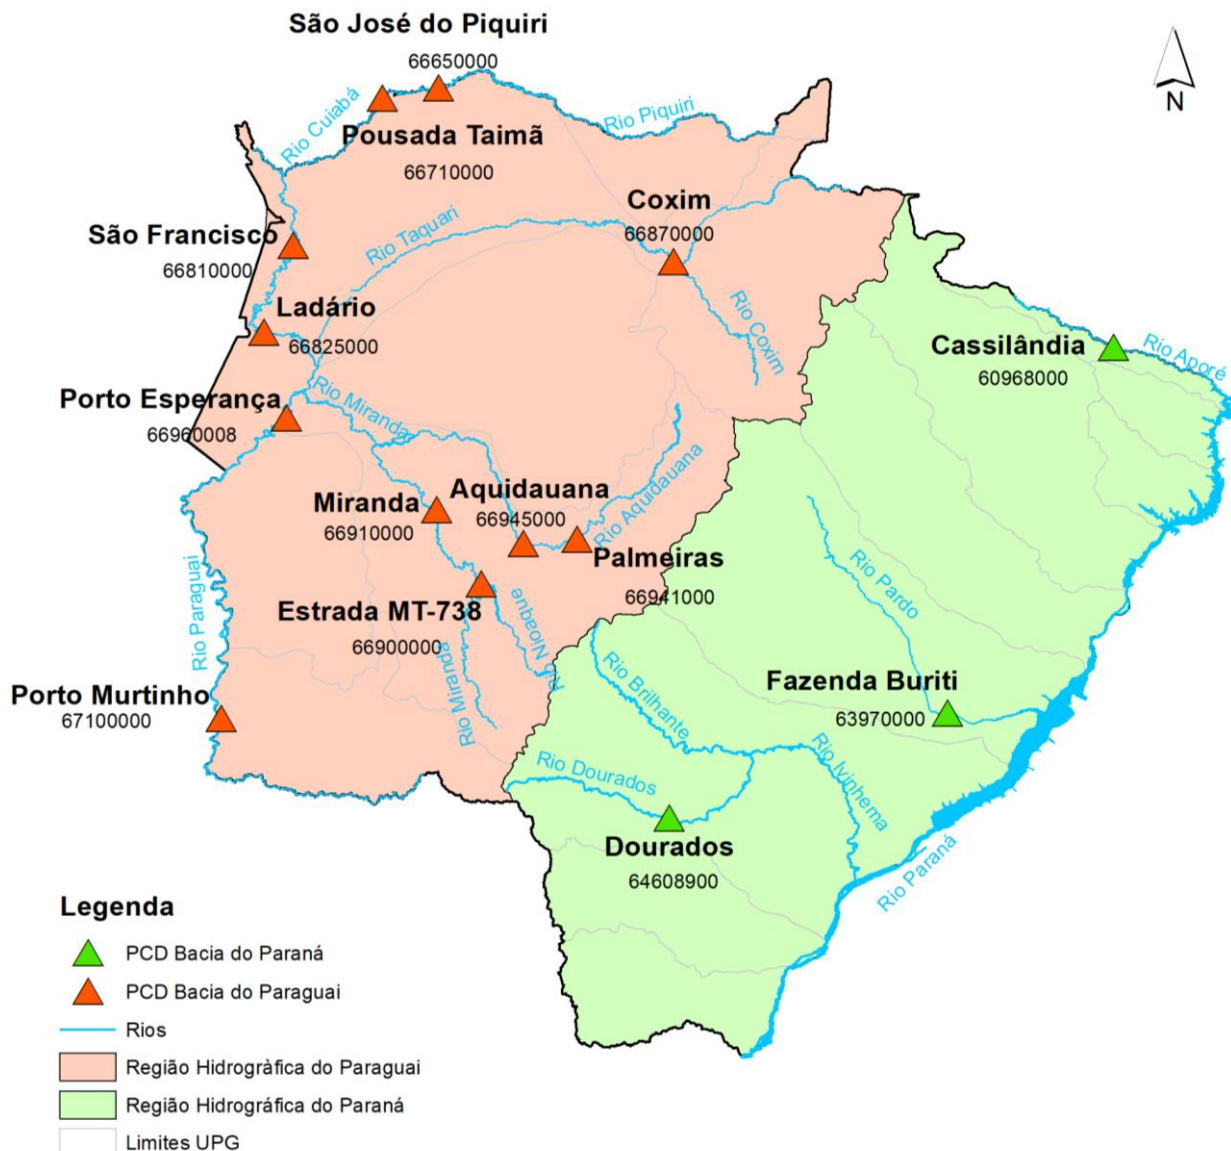 São José do Piquiri
66650000
N
Rio Cuiabá
Rio Piquiri
Pousada Taimã
66710000
Coxim
66870000
São Francisco
66810000
Rio Taquari
Ladário
66825000
Rio Coxim
Cassilândia
60968000
Rio Aporé
Porto Esperança
66960008
Rio Miranda
Miranda
66910000
Aquidauana
66945000
Rio Aquidauana
Palmeiras
66941000
Rio Pardo
Rio Paraguai
Estrada MT-738
66900000
Rio Nioaque
Rio Miranda
Rio Brilhante
Fazenda Buriti
63970000
Porto Murtinho
67100000
Rio Dourados
Rio Ivinhema
Dourados
64608900
Rio Paraná
Legenda
PCD Bacia do Paraná
PCD Bacia do Paraguai
Rios
Região Hidrogràfica do Paraguai
Região Hidrográfica do Paraná
Limites UPG